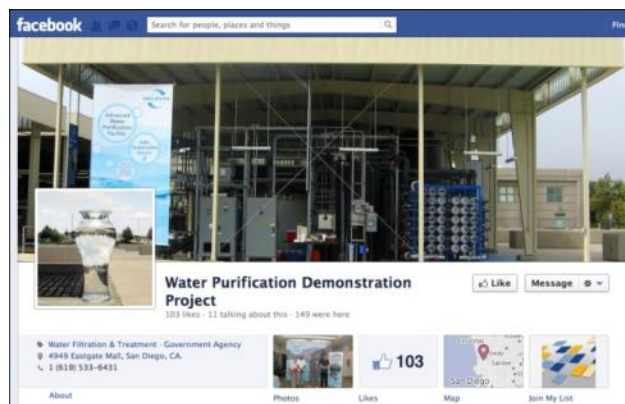 facebook
Search for people, places and things
Fin
Advanced
Water
Purification
Facility
Water Purification Demonstration
Project
103 likes · 11 talking about this · 149 were here
Like
Message
Water Filtration & Treatment · Government Agency
4949 Eastgate Mall, San Diego, CA.
1 (619) 533-6431
103
San Diego
About
Photos
Likes
Map
Join My List